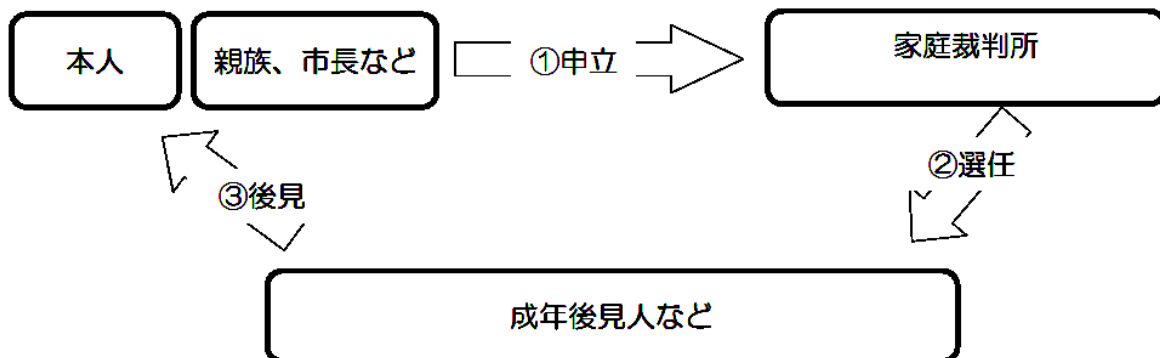 本人
親族、市長など
①申立
家庭裁判所
②選任
③後見
成年後見人など